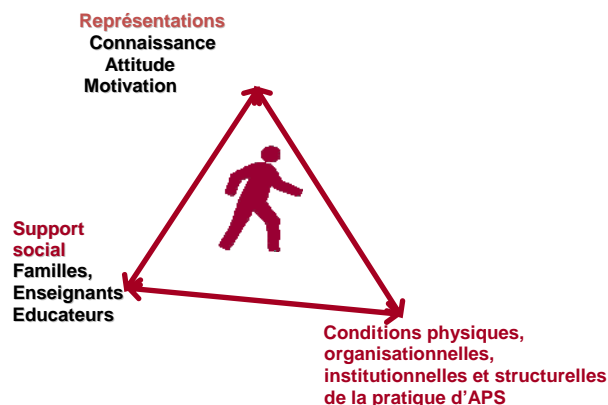 Représentations
Connaissance
Attitude
Motivation
Support
social
Familles,
Enseignants
Educateurs
Conditions physiques,
organisationnelles,
institutionnelles et structurelles
de la pratique d’APS